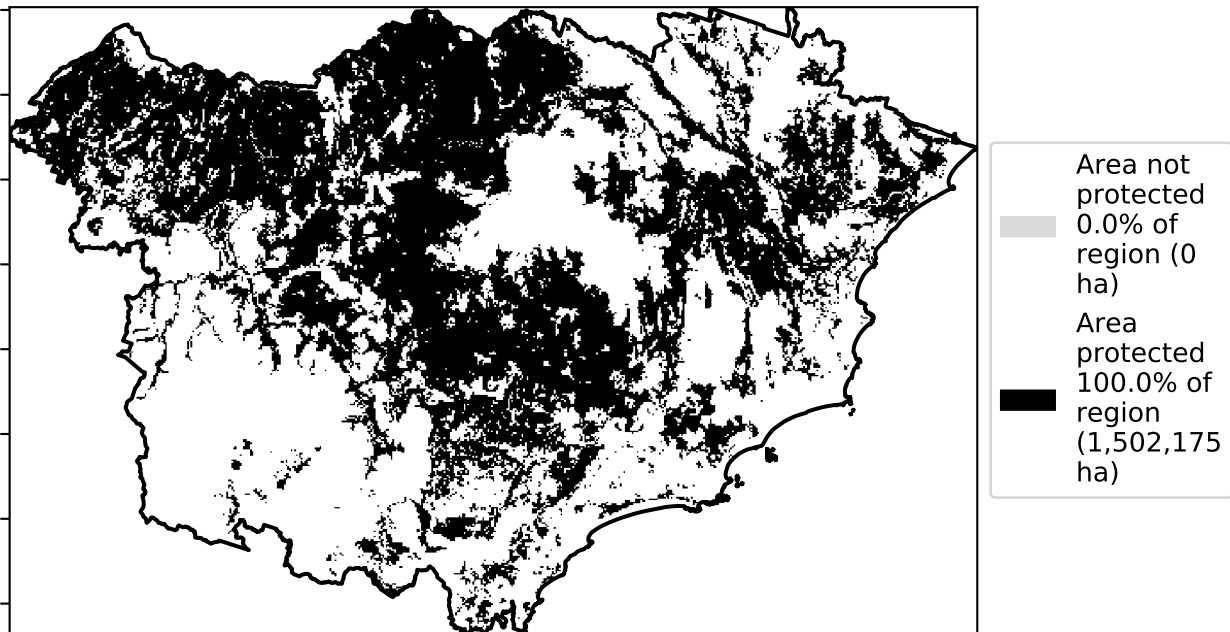 Area not
protected
0.0% of
region (0
ha)
Area
protected
100.0% of
region
(1,502,175
ha)